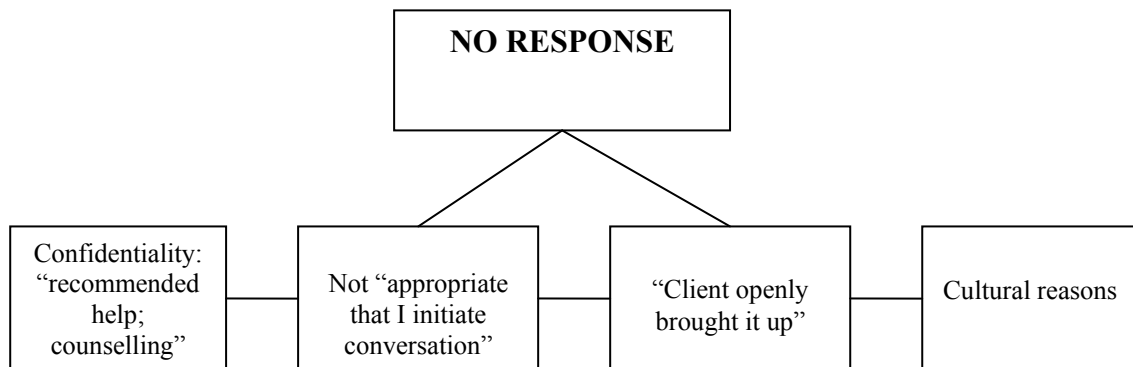 NO RESPONSE
Confidentiality:
“recommended
help;
counselling”
Not “appropriate
that I initiate
conversation”
“Client openly
brought it up”
Cultural reasons